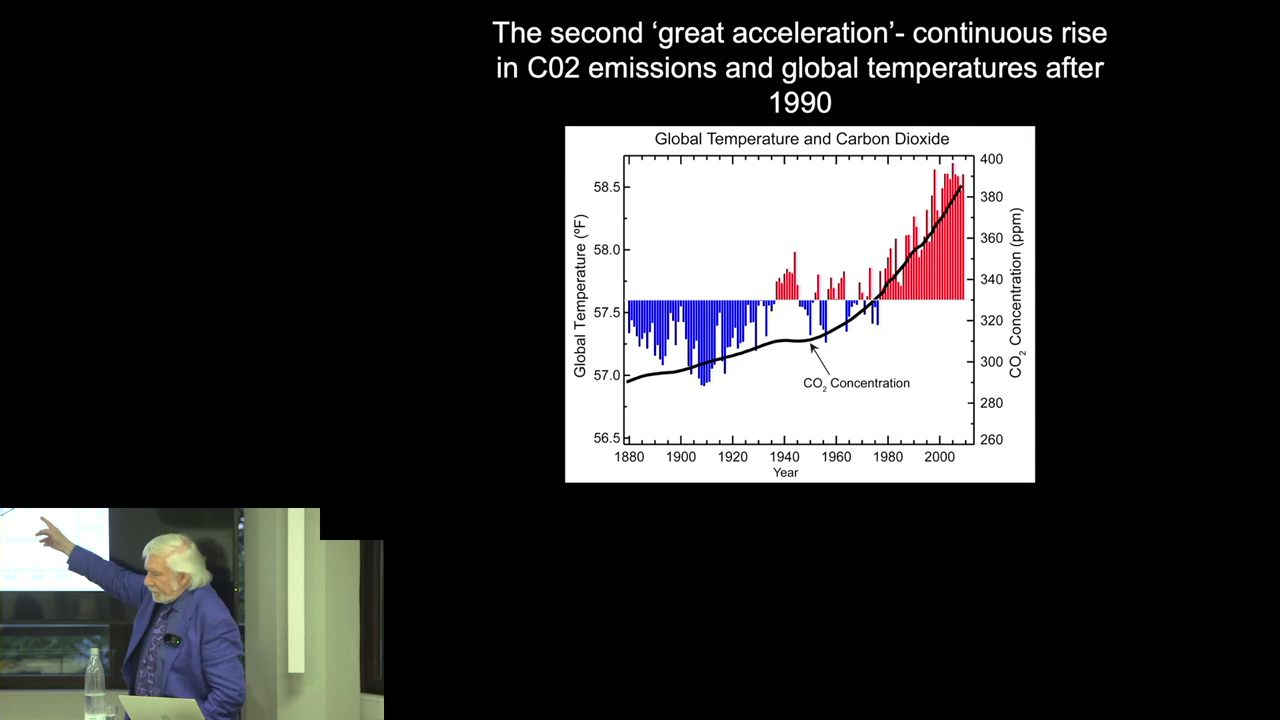 The second ‘great acceleration’- continuous rise
in C02 emissions and global temperatures after
1990
Global Temperature and Carbon Dioxide
Global Temperature (ºF)
58.5
58.0
57.5
57.0
56.5
400
380
360
340
320
300
280
260
CO2 Concentration (ppm)
CO2 Concentration
1880 1900 1920 1940 1960 1980 2000
Year